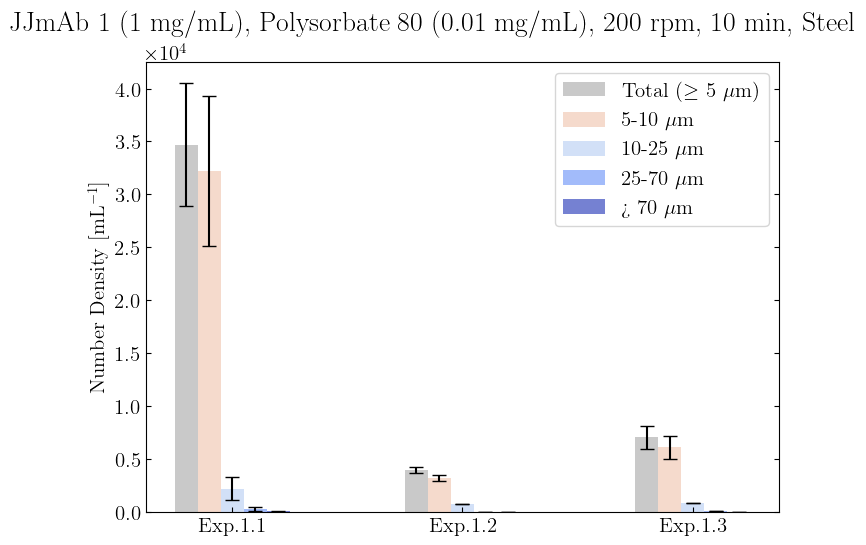 JJmAb 1 (1 mg/mL), Polysorbate 80 (0.01 mg/mL), 200 rpm, 10 min, Steel
×10⁴
4.0
3.5
3.0
2.5
2.0
1.5
1.0
0.5
0.0
Number Density [mL⁻¹]
Total (≥ 5 μm)
5-10 μm
10-25 μm
25-70 μm
¿ 70 μm
Exp.1.1 Exp.1.2 Exp.1.3